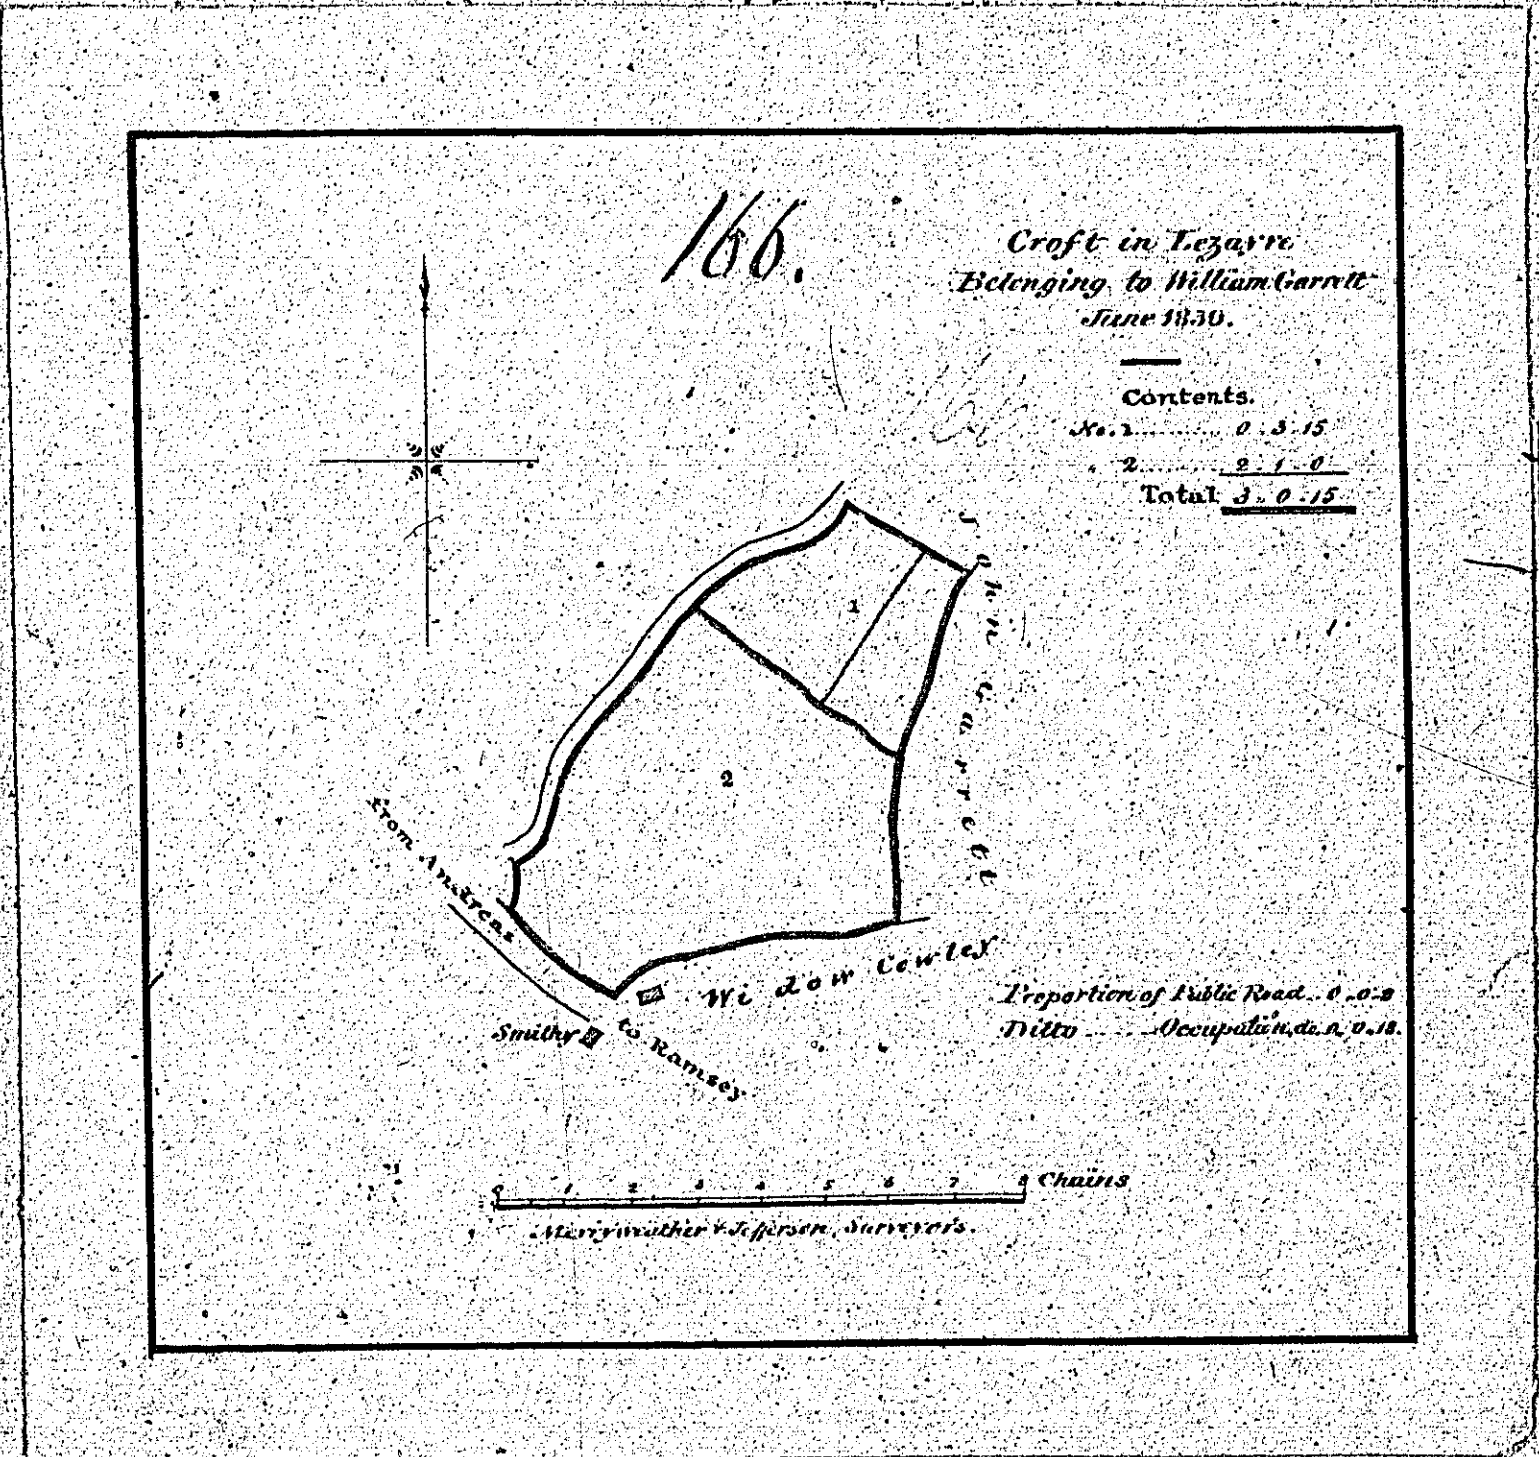 166.
Croft in Lezayre
Belonging to William Garrett
June 1830.
Contents.
No. 1 ......... 0 . 3 . 15
" 2 ......... 2 . 1 . 0
Total 3 . 0 . 15
John Garrett
1
2
From Andreas
to Ramsey.
Widow Cowley
Smithy
Proportion of Public Road .. 0 . 0 .
Ditto ...... Occupation do. 0 . 0 . 18.
0 1 2 3 4 5 6 7 8 Chains
Merryweather & Jefferson, Surveyors.